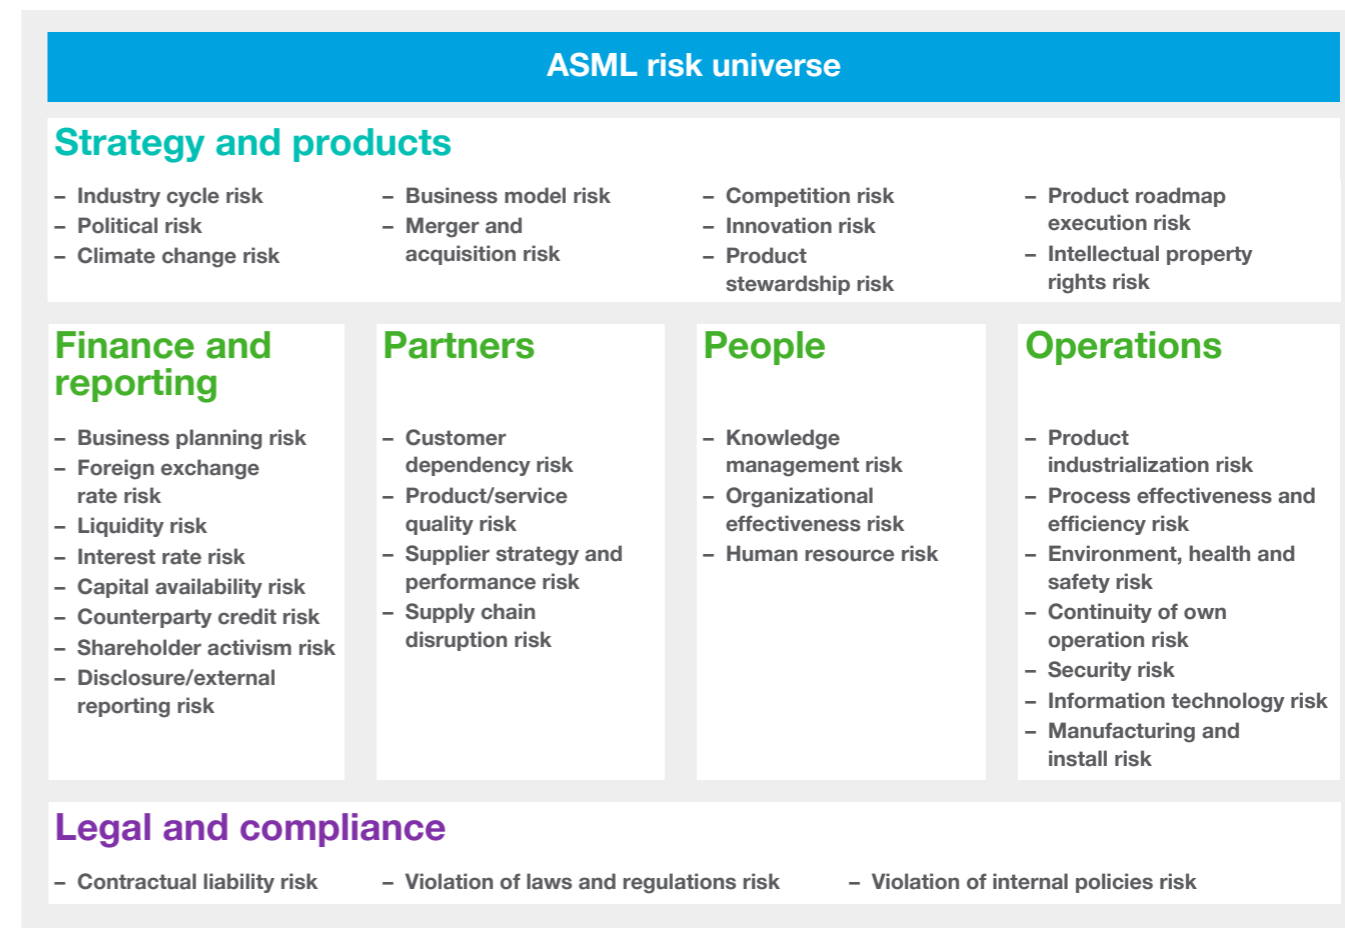 ASML risk universe
Strategy and products
– Industry cycle risk
– Political risk
– Climate change risk
– Business model risk
– Merger and
acquisition risk
– Competition risk
– Innovation risk
– Product
stewardship risk
– Product roadmap
execution risk
– Intellectual property
rights risk
Finance and
reporting
– Business planning risk
– Foreign exchange
rate risk
– Liquidity risk
– Interest rate risk
– Capital availability risk
– Counterparty credit risk
– Shareholder activism risk
– Disclosure/external
reporting risk
Partners
– Customer
dependency risk
– Product/service
quality risk
– Supplier strategy and
performance risk
– Supply chain
disruption risk
People
– Knowledge
management risk
– Organizational
effectiveness risk
– Human resource risk
Operations
– Product
industrialization risk
– Process effectiveness and
efficiency risk
– Environment, health and
safety risk
– Continuity of own
operation risk
– Security risk
– Information technology risk
– Manufacturing and
install risk
Legal and compliance
– Contractual liability risk
– Violation of laws and regulations risk
– Violation of internal policies risk